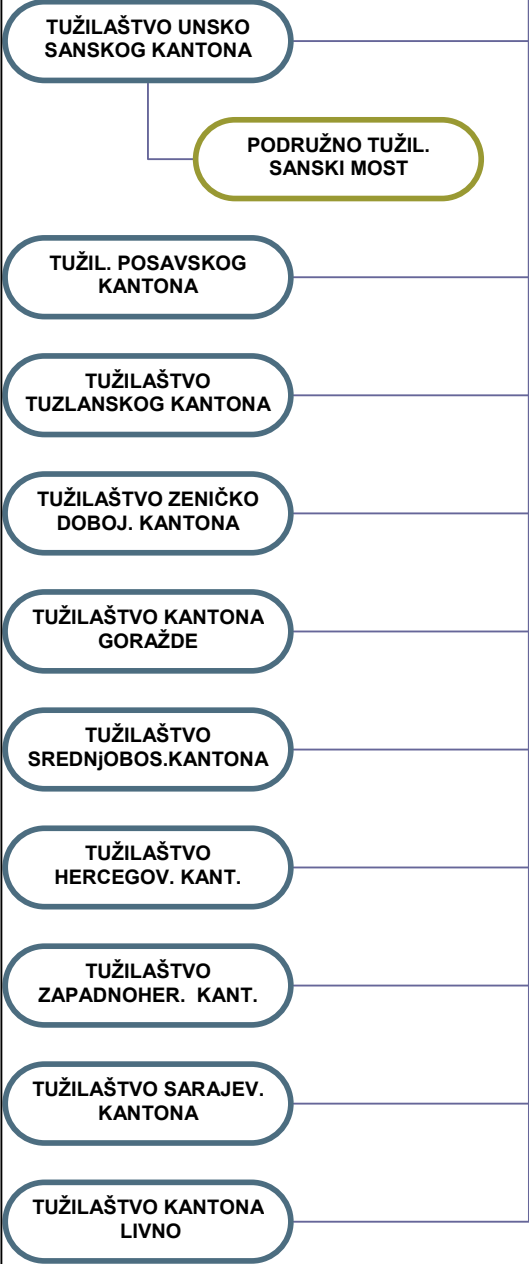 TUŽILAŠTVO UNSKO
SANSKOG KANTONA
PODRUŽNO TUŽIL.
SANSKI MOST
TUŽIL. POSAVSKOG
KANTONA
TUŽILAŠTVO
TUZLANSKOG KANTONA
TUŽILAŠTVO ZENIČKO
DOBOJ. KANTONA
TUŽILAŠTVO KANTONA
GORAŽDE
TUŽILAŠTVO
SREDNjOBOS.KANTONA
TUŽILAŠTVO
HERCEGOV. KANT.
TUŽILAŠTVO
ZAPADNOHER. KANT.
TUŽILAŠTVO SARAJEV.
KANTONA
TUŽILAŠTVO KANTONA
LIVNO